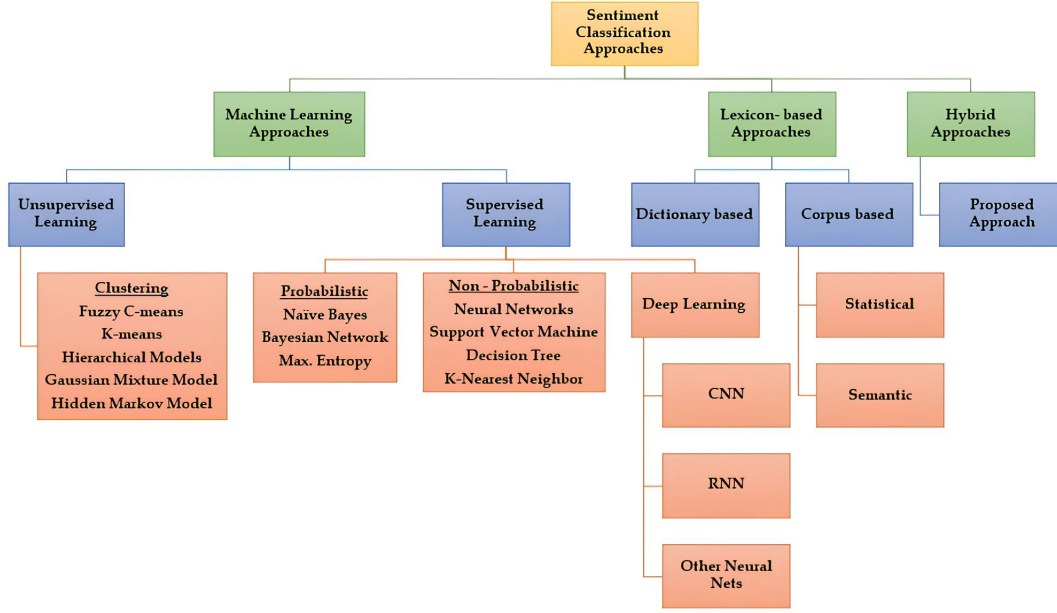 Sentiment
Classification
Approaches
Machine Learning
Approaches
Lexicon- based
Approaches
Hybrid
Approaches
Unsupervised
Learning
Supervised
Learning
Dictionary based
Corpus based
Proposed
Approach
Clustering
Fuzzy C-means
K-means
Hierarchical Models
Gaussian Mixture Model
Hidden Markov Model
Probabilistic
Naïve Bayes
Bayesian Network
Max. Entropy
Non - Probabilistic
Neural Networks
Support Vector Machine
Decision Tree
K-Nearest Neighbor
Deep Learning
CNN
RNN
Other Neural
Nets
Statistical
Semantic